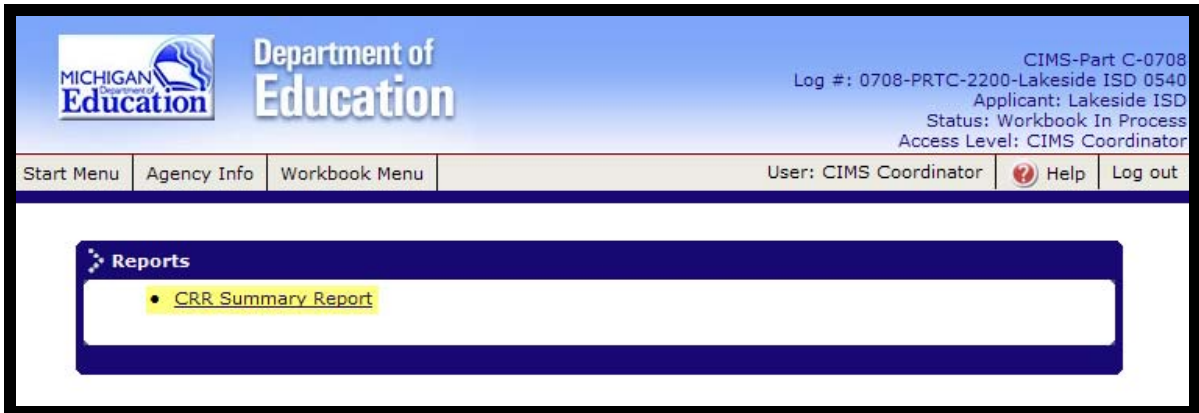 MICHIGAN
Department of
Education
Department of
Education
CIMS-Part C-0708
Log #: 0708-PRTC-2200-Lakeside ISD 0540
Applicant: Lakeside ISD
Status: Workbook In Process
Access Level: CIMS Coordinator
Start Menu Agency Info Workbook Menu User: CIMS Coordinator Help Log out
Reports
• CRR Summary Report